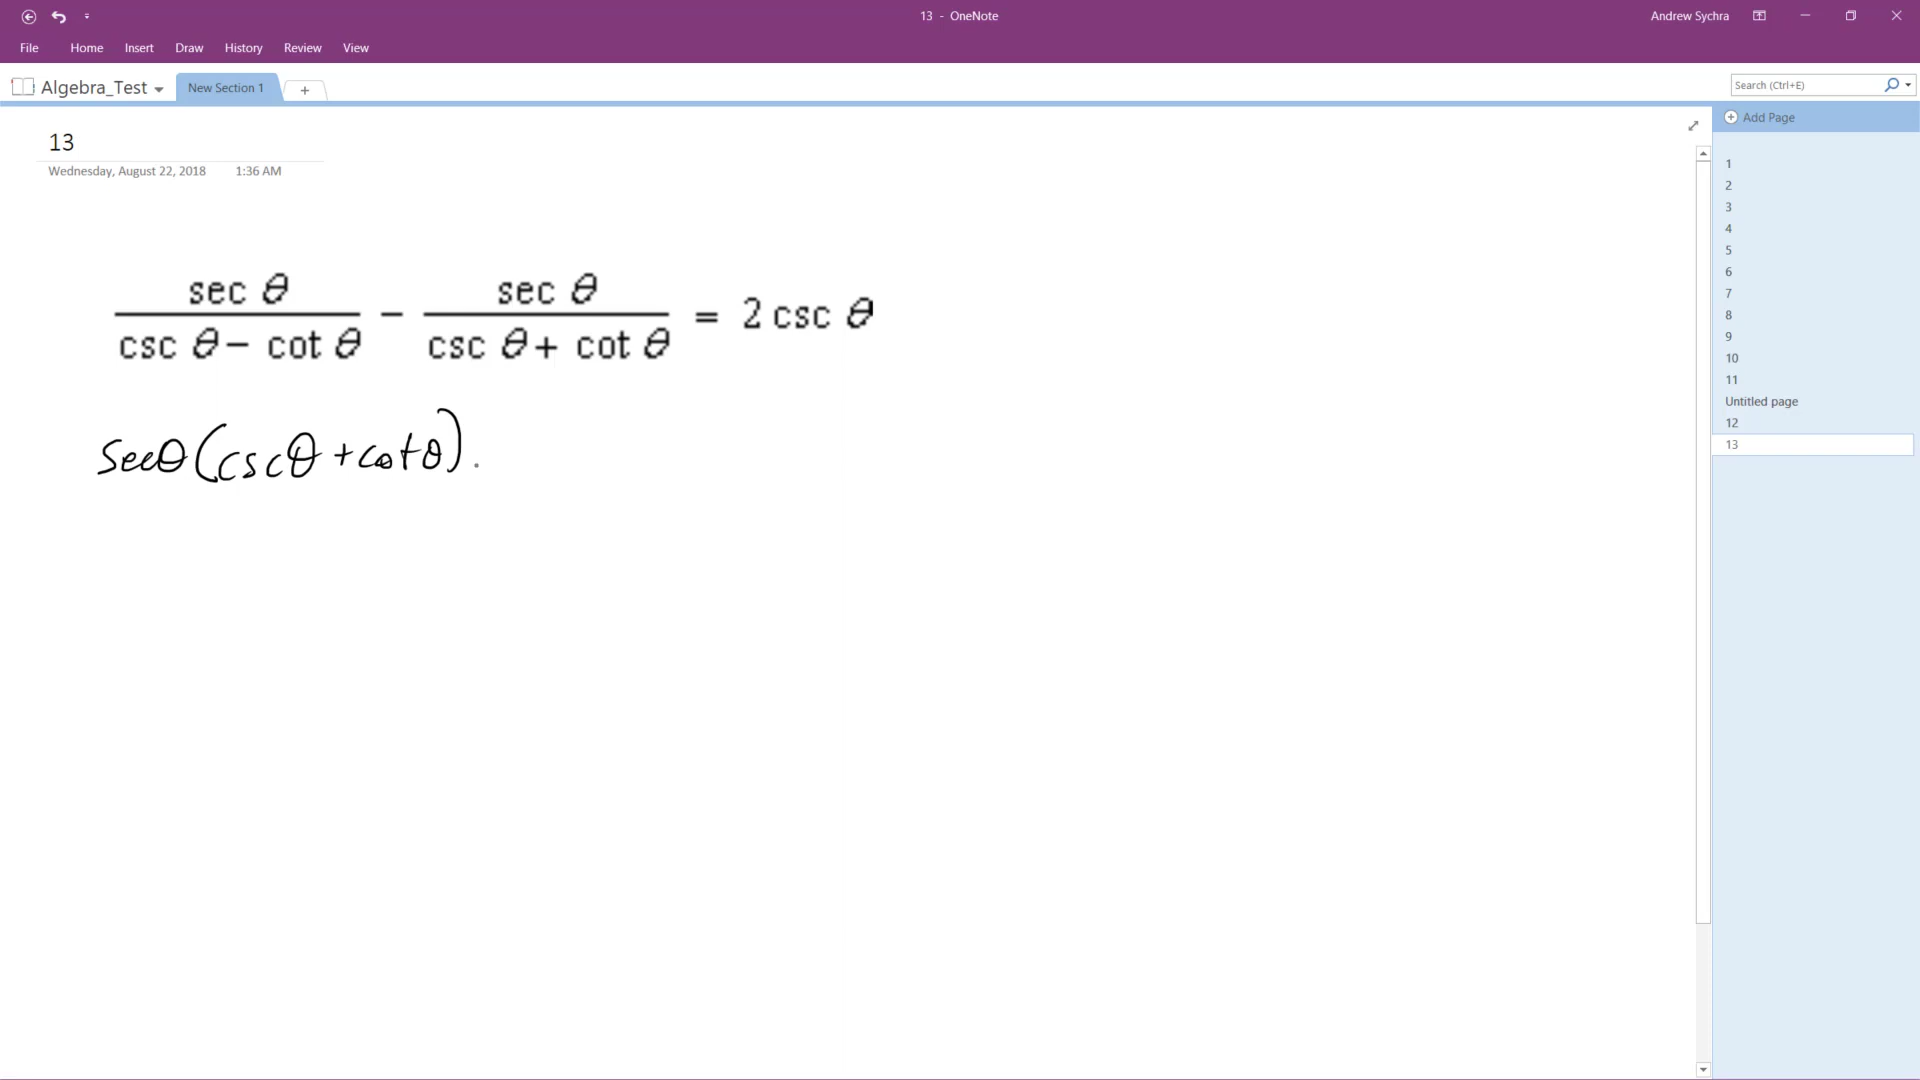 13 - OneNote
Andrew Sychra
File Home Insert Draw History Review View
Algebra_Test
New Section 1
+
Search (Ctrl+E)
Add Page
13
Wednesday, August 22, 2018 1:36 AM
1
2
3
4
5
6
7
8
9
10
11
Untitled page
12
13
sec θ sec θ
— − — = 2 csc θ
csc θ − cot θ csc θ + cot θ
secθ(cscθ + cotθ)